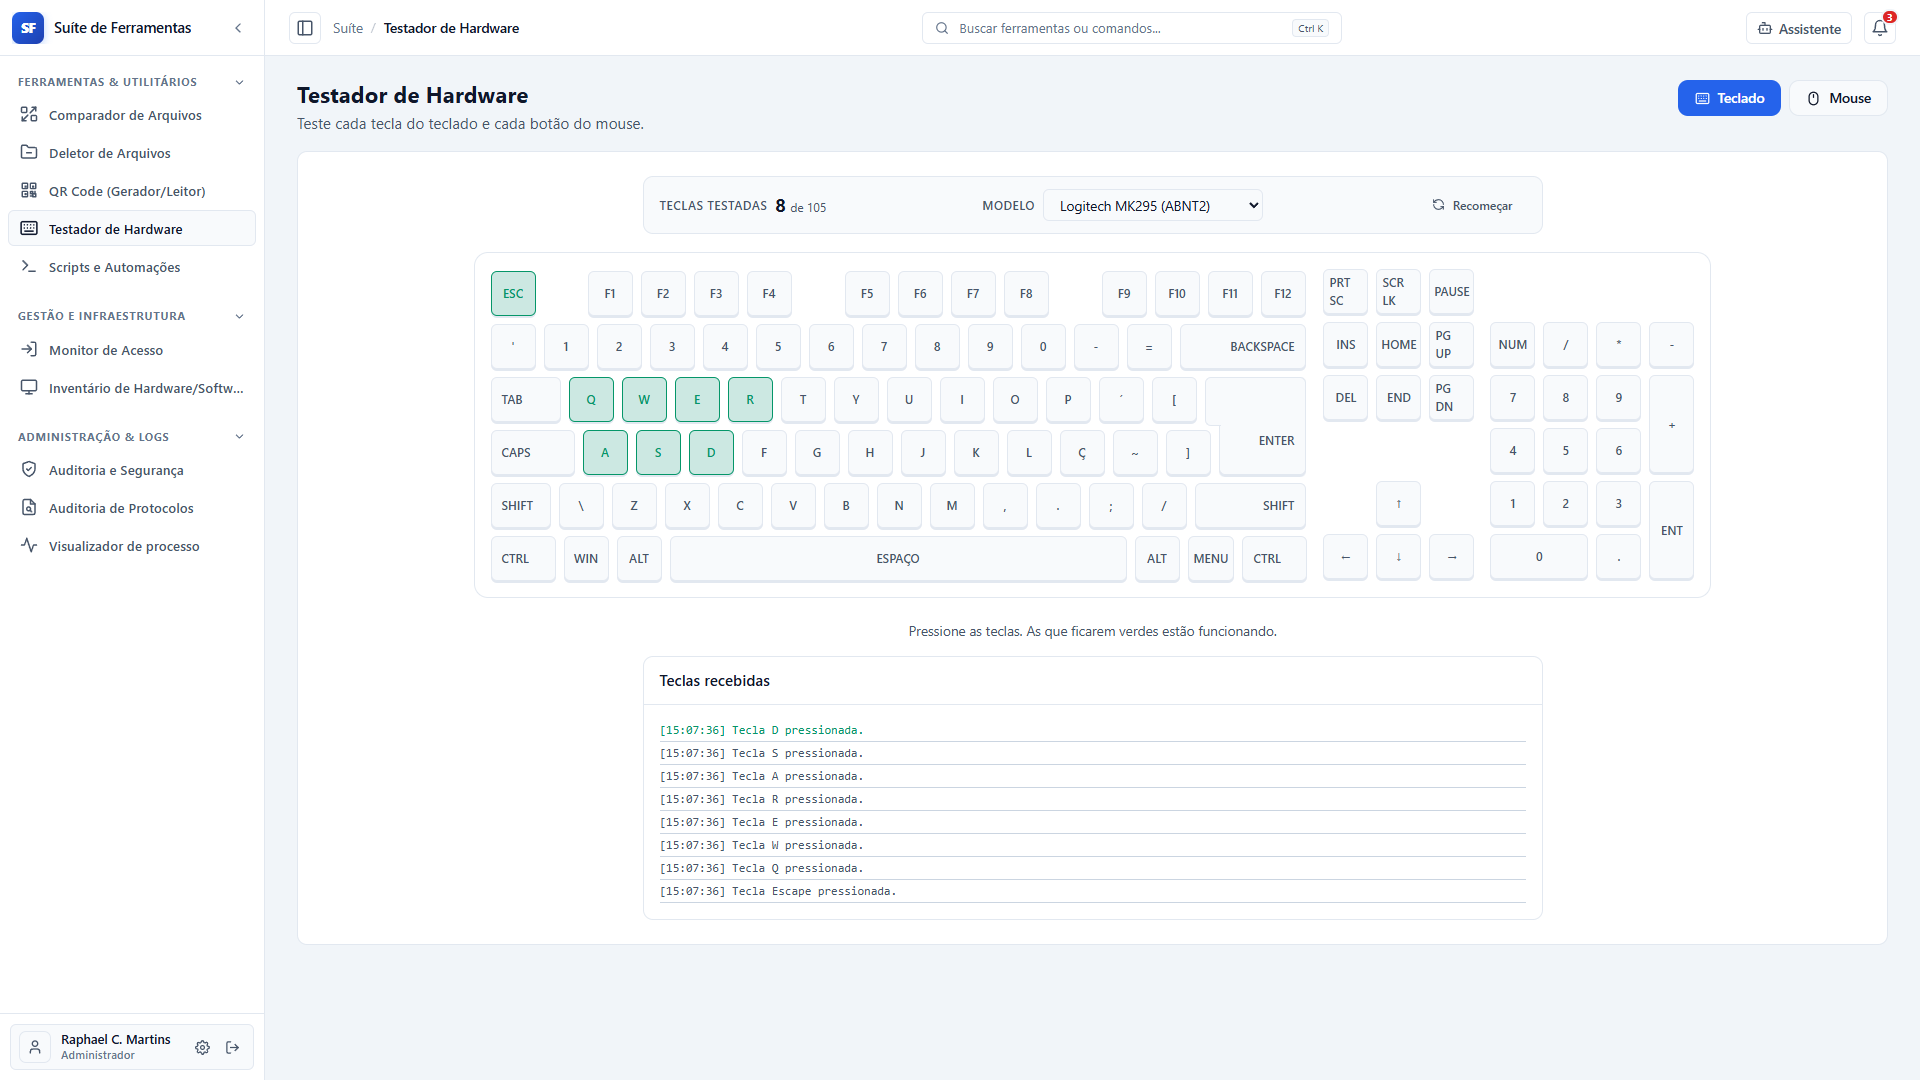 SF Suíte de Ferramentas
Suíte / Testador de Hardware
Buscar ferramentas ou comandos... Ctrl K
Assistente
3
FERRAMENTAS & UTILITÁRIOS
Comparador de Arquivos
Deletor de Arquivos
QR Code (Gerador/Leitor)
Testador de Hardware
Scripts e Automações
GESTÃO E INFRAESTRUTURA
Monitor de Acesso
Inventário de Hardware/Softw...
ADMINISTRAÇÃO & LOGS
Auditoria e Segurança
Auditoria de Protocolos
Visualizador de processo
Raphael C. Martins
Administrador
Testador de Hardware
Teste cada tecla do teclado e cada botão do mouse.
Teclado
Mouse
TECLAS TESTADAS 8 de 105
MODELO Logitech MK295 (ABNT2)
Recomeçar
ESC F1 F2 F3 F4 F5 F6 F7 F8 F9 F10 F11 F12 PRT SC SCR LK PAUSE
' 1 2 3 4 5 6 7 8 9 0 - = BACKSPACE INS HOME PG UP NUM / * -
TAB Q W E R T Y U I O P ´ [ DEL END PG DN 7 8 9 +
CAPS A S D F G H J K L Ç ~ ] ENTER 4 5 6
SHIFT \ Z X C V B N M , . ; / SHIFT ↑ 1 2 3 ENT
CTRL WIN ALT ESPAÇO ALT MENU CTRL ← ↓ → 0 .
Pressione as teclas. As que ficarem verdes estão funcionando.
Teclas recebidas
[15:07:36] Tecla D pressionada.
[15:07:36] Tecla S pressionada.
[15:07:36] Tecla A pressionada.
[15:07:36] Tecla R pressionada.
[15:07:36] Tecla E pressionada.
[15:07:36] Tecla W pressionada.
[15:07:36] Tecla Q pressionada.
[15:07:36] Tecla Escape pressionada.